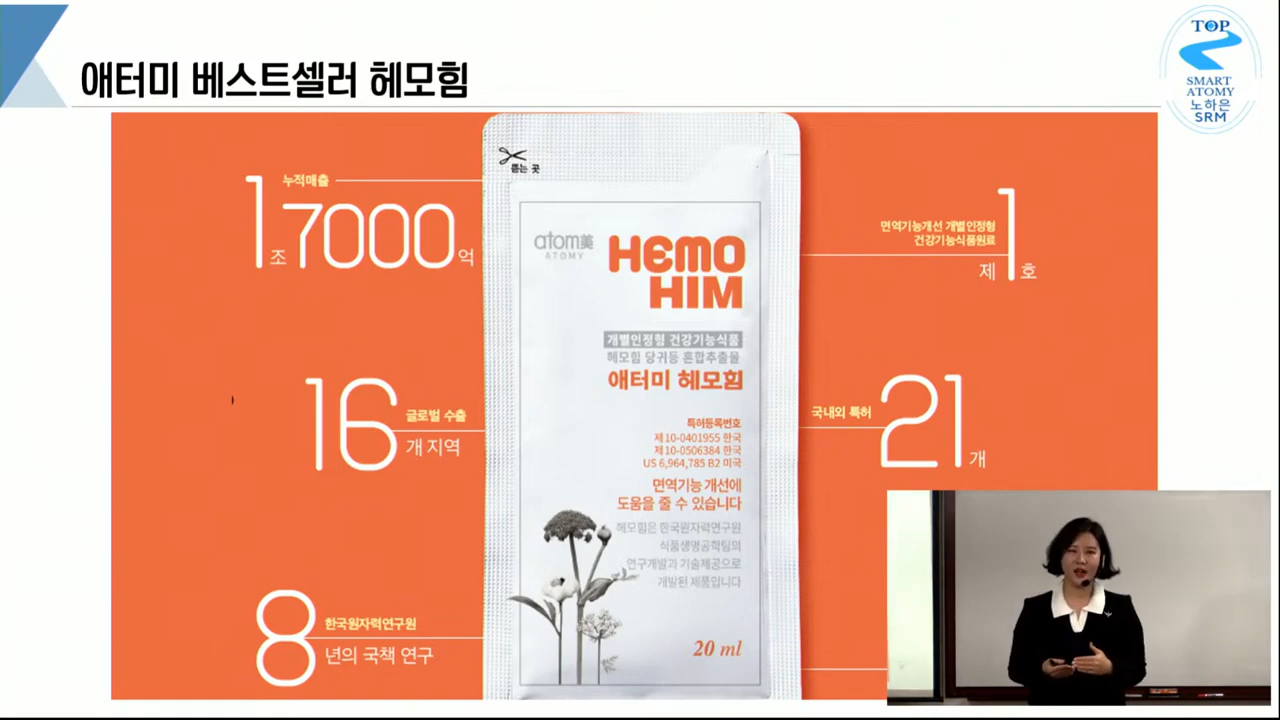 애터미 베스트셀러 헤모힘
TOP
SMART
ATOMY
노하은
SRM
누적매출
1조 7000억
16
글로벌 수출
개 지역
8
한국원자력연구원
년의 국책 연구
뜯는 곳
atom美
ATOMY
HEMO
HIM
개별인정형 건강기능식품
헤모힘 당귀등 혼합추출물
애터미 헤모힘
특허등록번호
제10-0401955 한국
제10-0506384 한국
US 6,964,785 B2 미국
면역기능 개선에
도움을 줄 수 있습니다
헤모힘은 한국원자력연구원
식품생명공학팀의
연구개발과 기술제공으로
개발된 제품입니다
20 ml
면역기능개선 개별인정형
건강기능식품원료
제1호
국내외 특허
21개